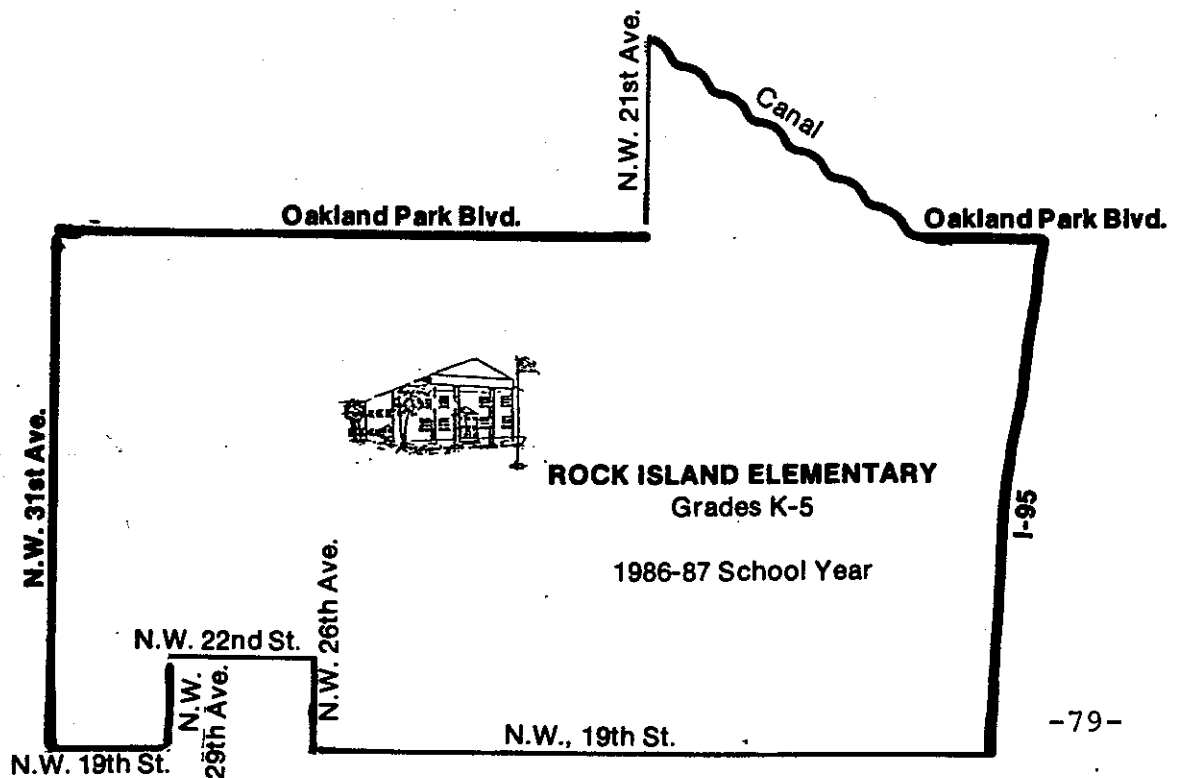 N.W. 21st Ave.
Canal
Oakland Park Blvd.
Oakland Park Blvd.
N.W. 31st Ave.
ROCK ISLAND ELEMENTARY
Grades K-5
I-95
1986-87 School Year
N.W. 26th Ave.
N.W. 22nd St.
N.W.
29th Ave.
N.W., 19th St.
-79-
N.W. 19th St.